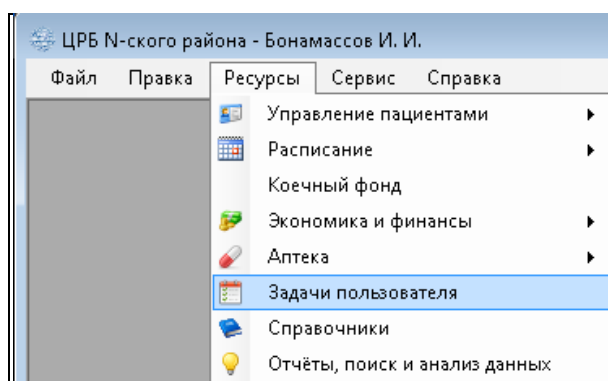 ЦРБ N-ского района - Бонамассов И. И.
Файл Правка Ресурсы Сервис Справка
Управление пациентами
Расписание
Коечный фонд
Экономика и финансы
Аптека
Задачи пользователя
Справочники
Отчёты, поиск и анализ данных